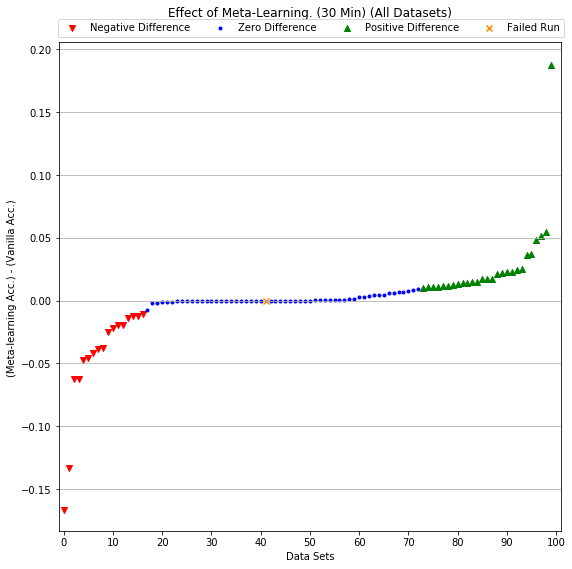 Effect of Meta-Learning. (30 Min) (All Datasets)
Negative Difference Zero Difference Positive Difference Failed Run
0.20
0.15
0.10
0.05
0.00
−0.05
−0.10
−0.15
(Meta-learning Acc.) - (Vanilla Acc.)
0 10 20 30 40 50 60 70 80 90 100
Data Sets